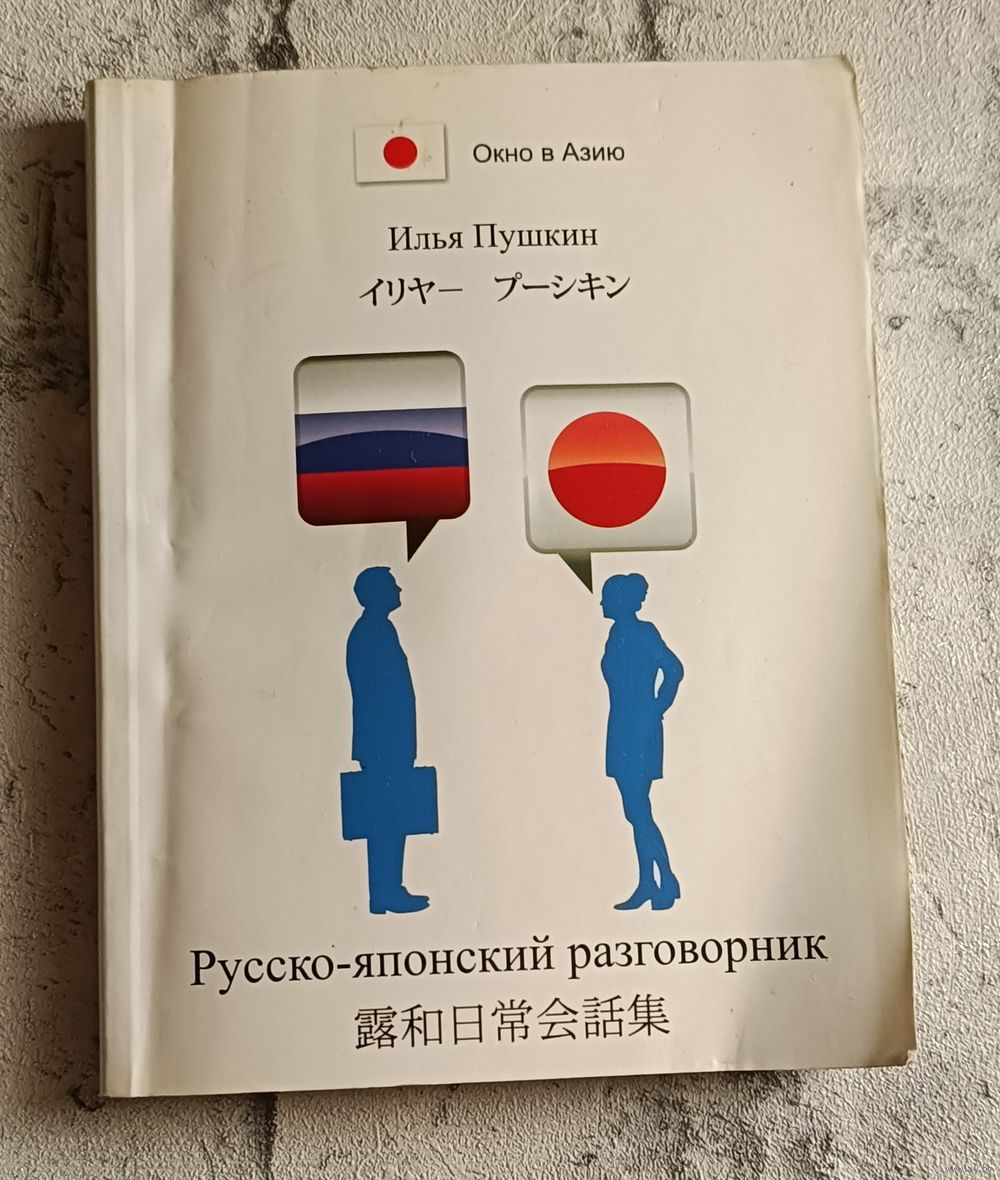 Окно в Азию
Илья Пушкин
イリヤー プーシキン
Русско-японский разговорник
露和日常会話集